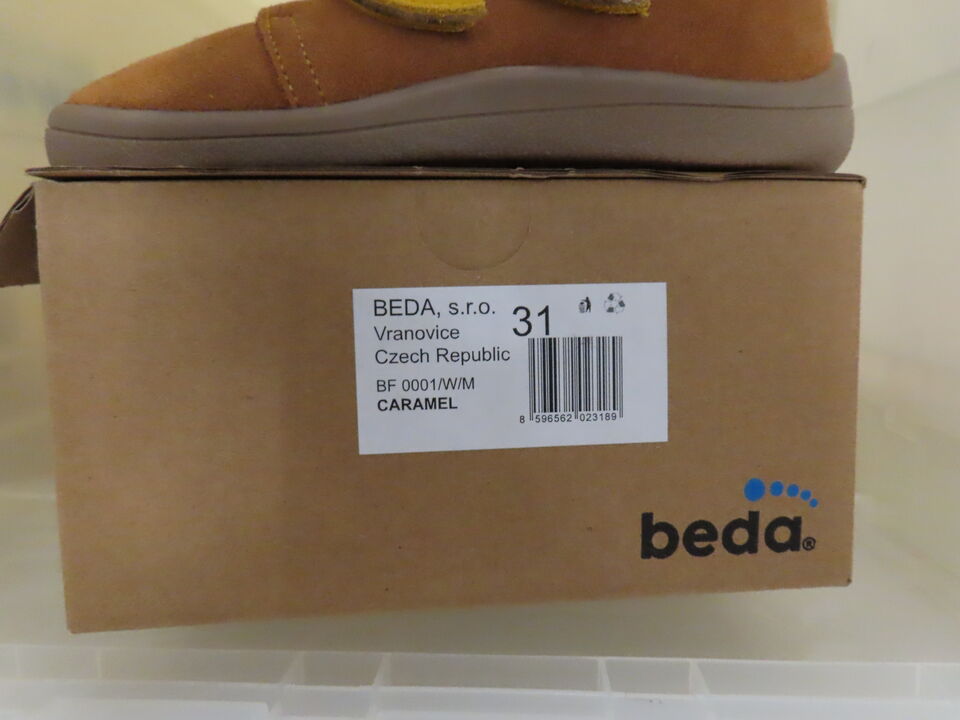 BEDA, s.r.o.
Vranovice
Czech Republic
31
BF 0001/W/M
CARAMEL
8 596562 023189
beda®